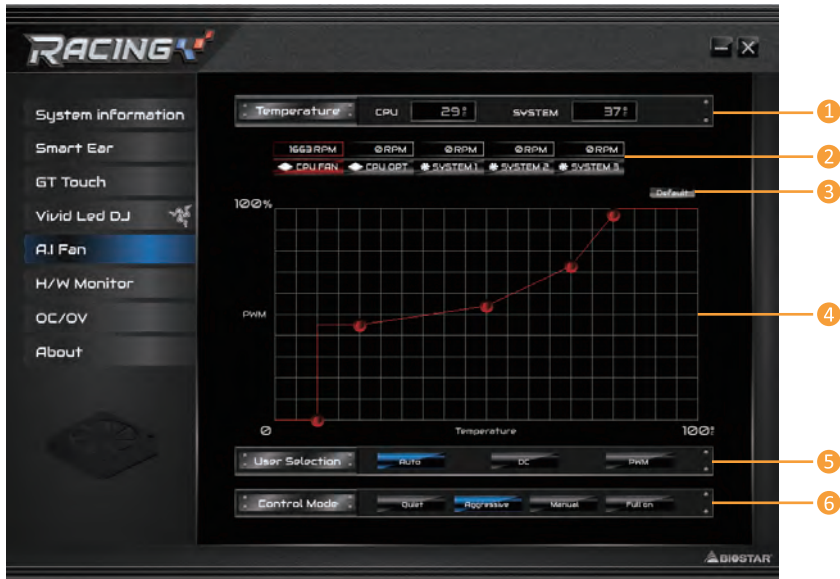 RACING
System information
Smart Ear
GT Touch
Vivid Led DJ
A.I Fan
H/W Monitor
OC/OV
About
Temperature CPU 29 SYSTEM 37
1663 RPM 0 RPM 0 RPM 0 RPM 0 RPM
CPU FAN CPU OPT SYSTEM 1 SYSTEM 2 SYSTEM 3
Default
100%
PWM
0 Temperature 100
User Selection Auto DC PWM
Control Mode Quiet Aggressive Manual Full on
BIOSTAR
1
2
3
4
5
6